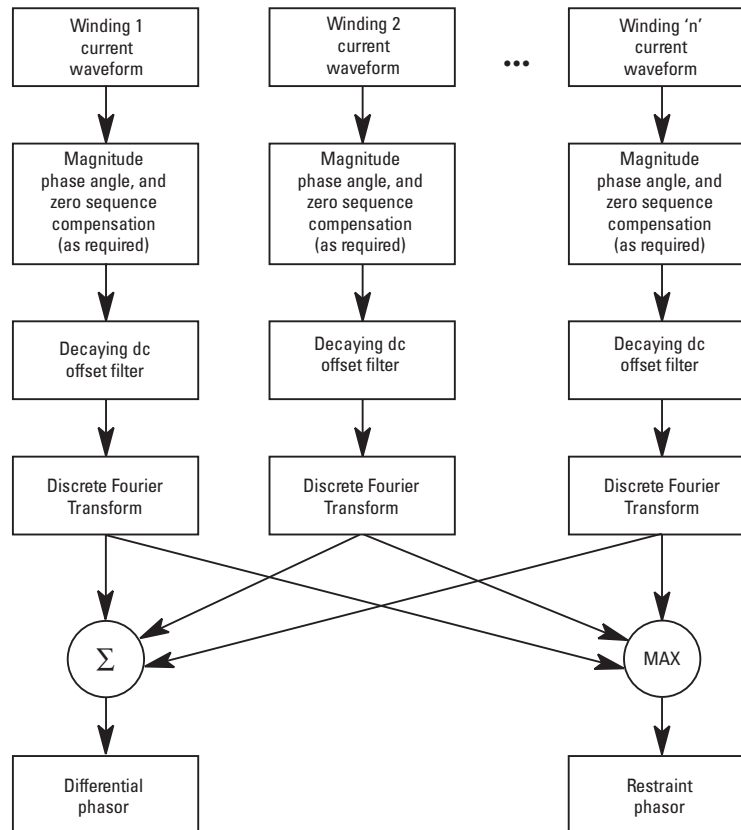 Winding 1
current
waveform
Winding 2
current
waveform
...
Winding ‘n’
current
waveform
Magnitude
phase angle, and
zero sequence
compensation
(as required)
Magnitude
phase angle, and
zero sequence
compensation
(as required)
Magnitude
phase angle, and
zero sequence
compensation
(as required)
Decaying dc
offset filter
Decaying dc
offset filter
Decaying dc
offset filter
Discrete Fourier
Transform
Discrete Fourier
Transform
Discrete Fourier
Transform
Σ
MAX
Differential
phasor
Restraint
phasor